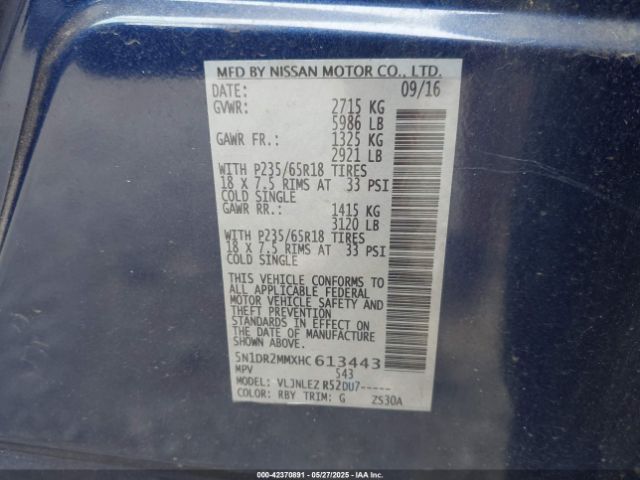 MFD BY NISSAN MOTOR CO., LTD.
DATE: 09/16
GVWR: 2715 KG
5986 LB
GAWR FR.: 1325 KG
2921 LB
WITH P235/65R18 TIRES
18 X 7.5 RIMS AT 33 PSI
COLD SINGLE
GAWR RR.: 1415 KG
3120 LB
WITH P235/65R18 TIRES
18 X 7.5 RIMS AT 33 PSI
COLD SINGLE
THIS VEHICLE CONFORMS TO
ALL APPLICABLE FEDERAL
MOTOR VEHICLE SAFETY AND
THEFT PREVENTION
STANDARDS IN EFFECT ON
THE DATE OF MANUFACTURE
SHOWN ABOVE.
5N1DR2MMXHC613443
MPV 543
MODEL: VLJNLEZ R52DU7-----
COLOR: RBY TRIM: G ZS30A
00-42370891 - 05/27/2025 - IAAI.COM